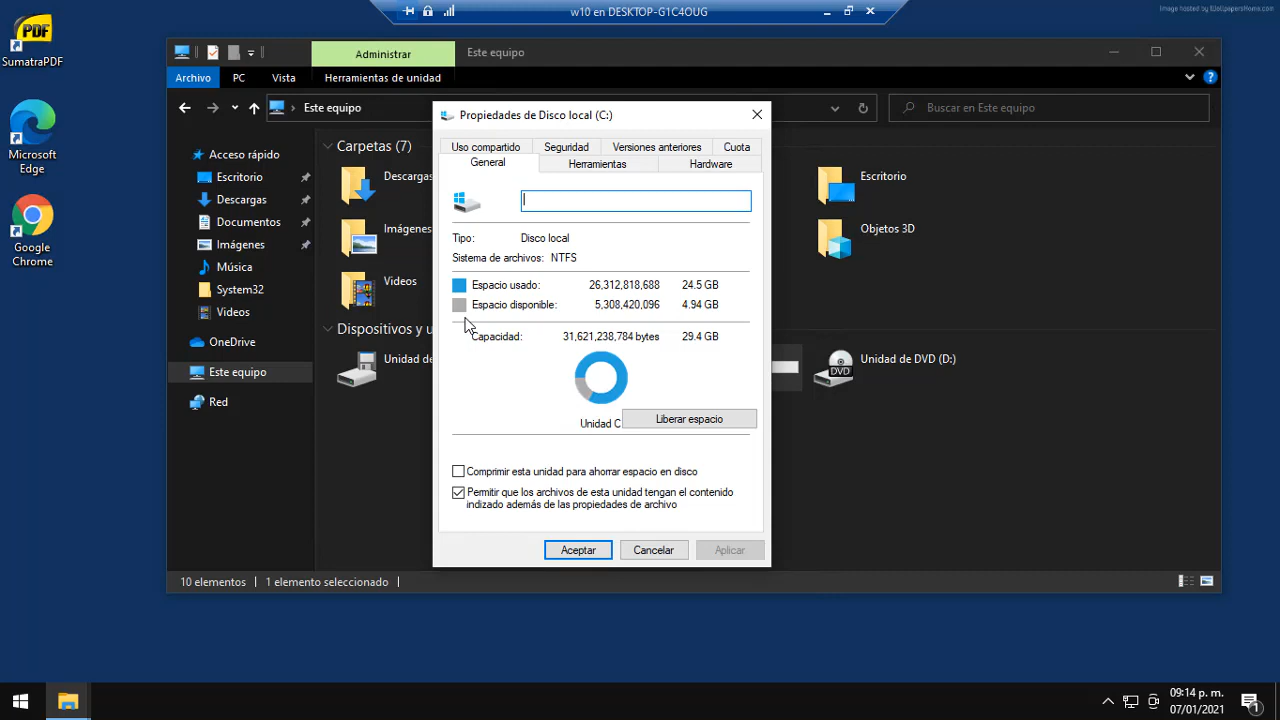 w10 en DESKTOP-G1C4OUG
Image hosted by iWallpapersHome.com
PDF
SumatraPDF
Microsoft
Edge
Google
Chrome
Administrar
Este equipo
Archivo
PC
Vista
Herramientas de unidad
Este equipo
Buscar en Este equipo
Acceso rápido
Escritorio
Descargas
Documentos
Imágenes
Música
System32
Videos
OneDrive
Este equipo
Red
Carpetas (7)
Descargas
Imágenes
Videos
Dispositivos y u
Unidad de
Escritorio
Objetos 3D
DVD
Unidad de DVD (D:)
Propiedades de Disco local (C:)
Uso compartido
Seguridad
Versiones anteriores
Cuota
General
Herramientas
Hardware
Tipo: Disco local
Sistema de archivos: NTFS
Espacio usado: 26,312,818,688 24.5 GB
Espacio disponible: 5,308,420,096 4.94 GB
Capacidad: 31,621,238,784 bytes 29.4 GB
Unidad C
Liberar espacio
Comprimir esta unidad para ahorrar espacio en disco
Permitir que los archivos de esta unidad tengan el contenido
indizado además de las propiedades de archivo
Aceptar
Cancelar
Aplicar
10 elementos
1 elemento seleccionado
09:14 p. m.
07/01/2021
1